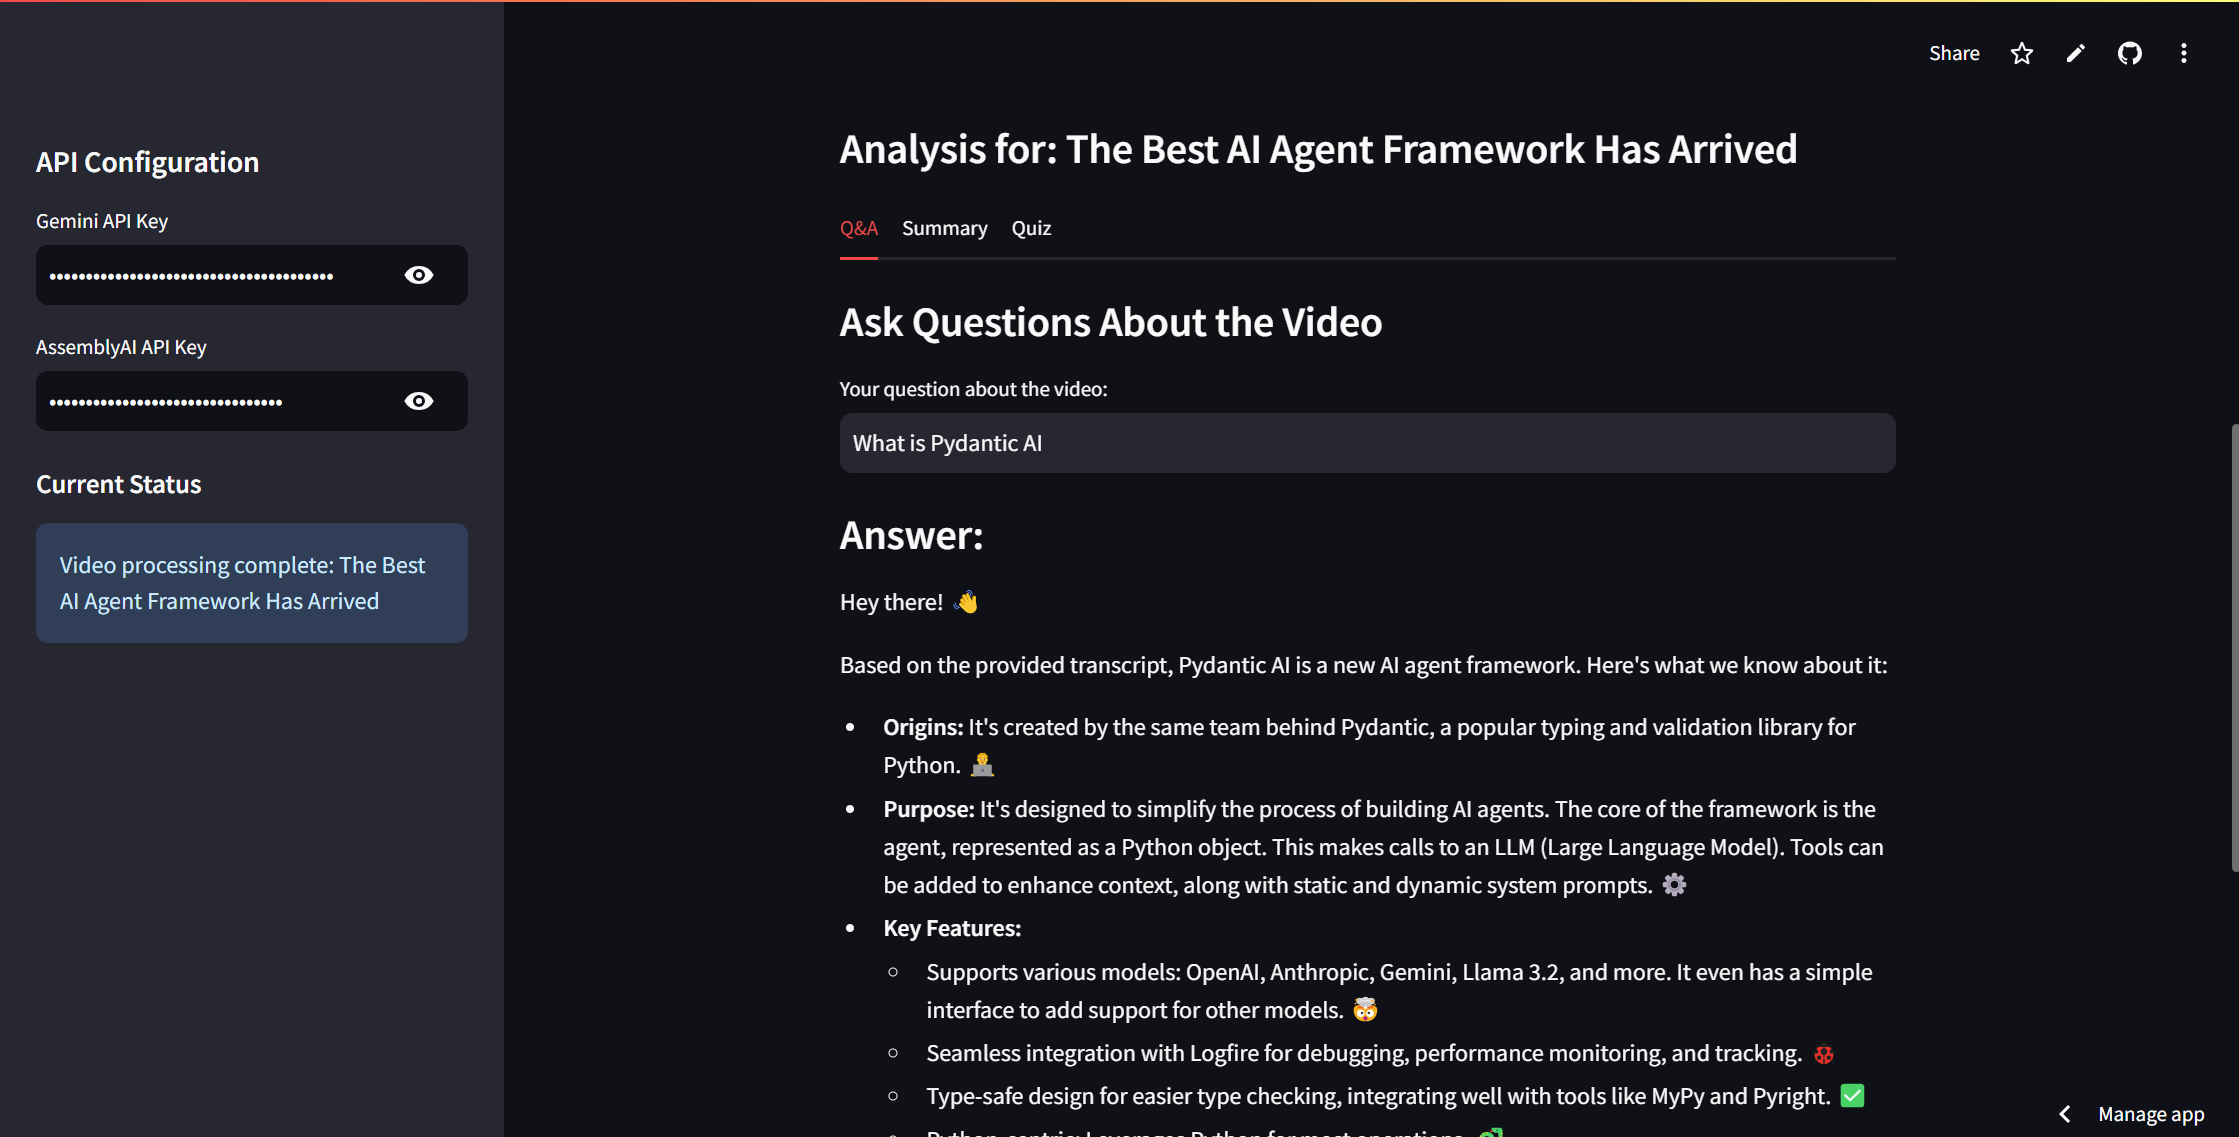 Share
API Configuration
Gemini API Key
AssemblyAI API Key
Current Status
Video processing complete: The Best
AI Agent Framework Has Arrived
Analysis for: The Best AI Agent Framework Has Arrived
Q&A Summary Quiz
Ask Questions About the Video
Your question about the video:
What is Pydantic AI
Answer:
Hey there! 👋
Based on the provided transcript, Pydantic AI is a new AI agent framework. Here's what we know about it:
• Origins: It's created by the same team behind Pydantic, a popular typing and validation library for
Python. 🧑‍💻
• Purpose: It's designed to simplify the process of building AI agents. The core of the framework is the
agent, represented as a Python object. This makes calls to an LLM (Large Language Model). Tools can
be added to enhance context, along with static and dynamic system prompts. ⚙️
• Key Features:
○ Supports various models: OpenAI, Anthropic, Gemini, Llama 3.2, and more. It even has a simple
interface to add support for other models. 🤯
○ Seamless integration with Logfire for debugging, performance monitoring, and tracking. 🐞
○ Type-safe design for easier type checking, integrating well with tools like MyPy and Pyright. ✅
Manage app